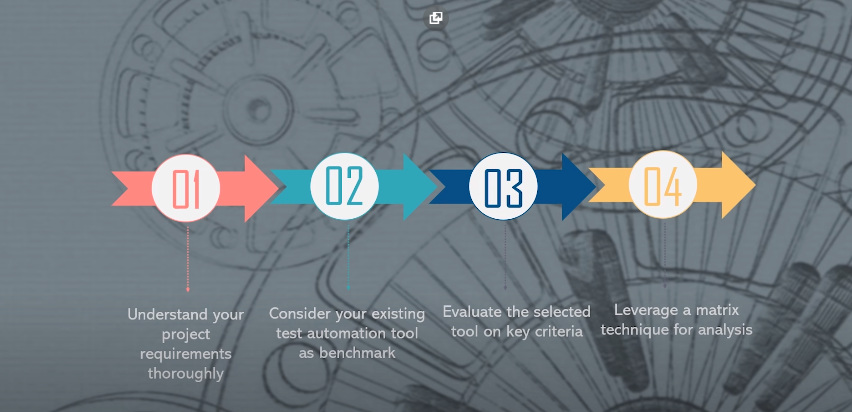 01
02
03
04
Understand your
project
requirements
thoroughly
Consider your existing
test automation tool
as benchmark
Evaluate the selected
tool on key criteria
Leverage a matrix
technique for analysis